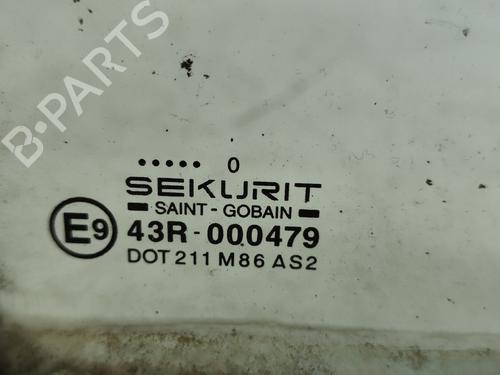 B-PARTS
..... 0
SEKURIT
SAINT-GOBAIN
E9 43R-000479
DOT 211 M86 AS2